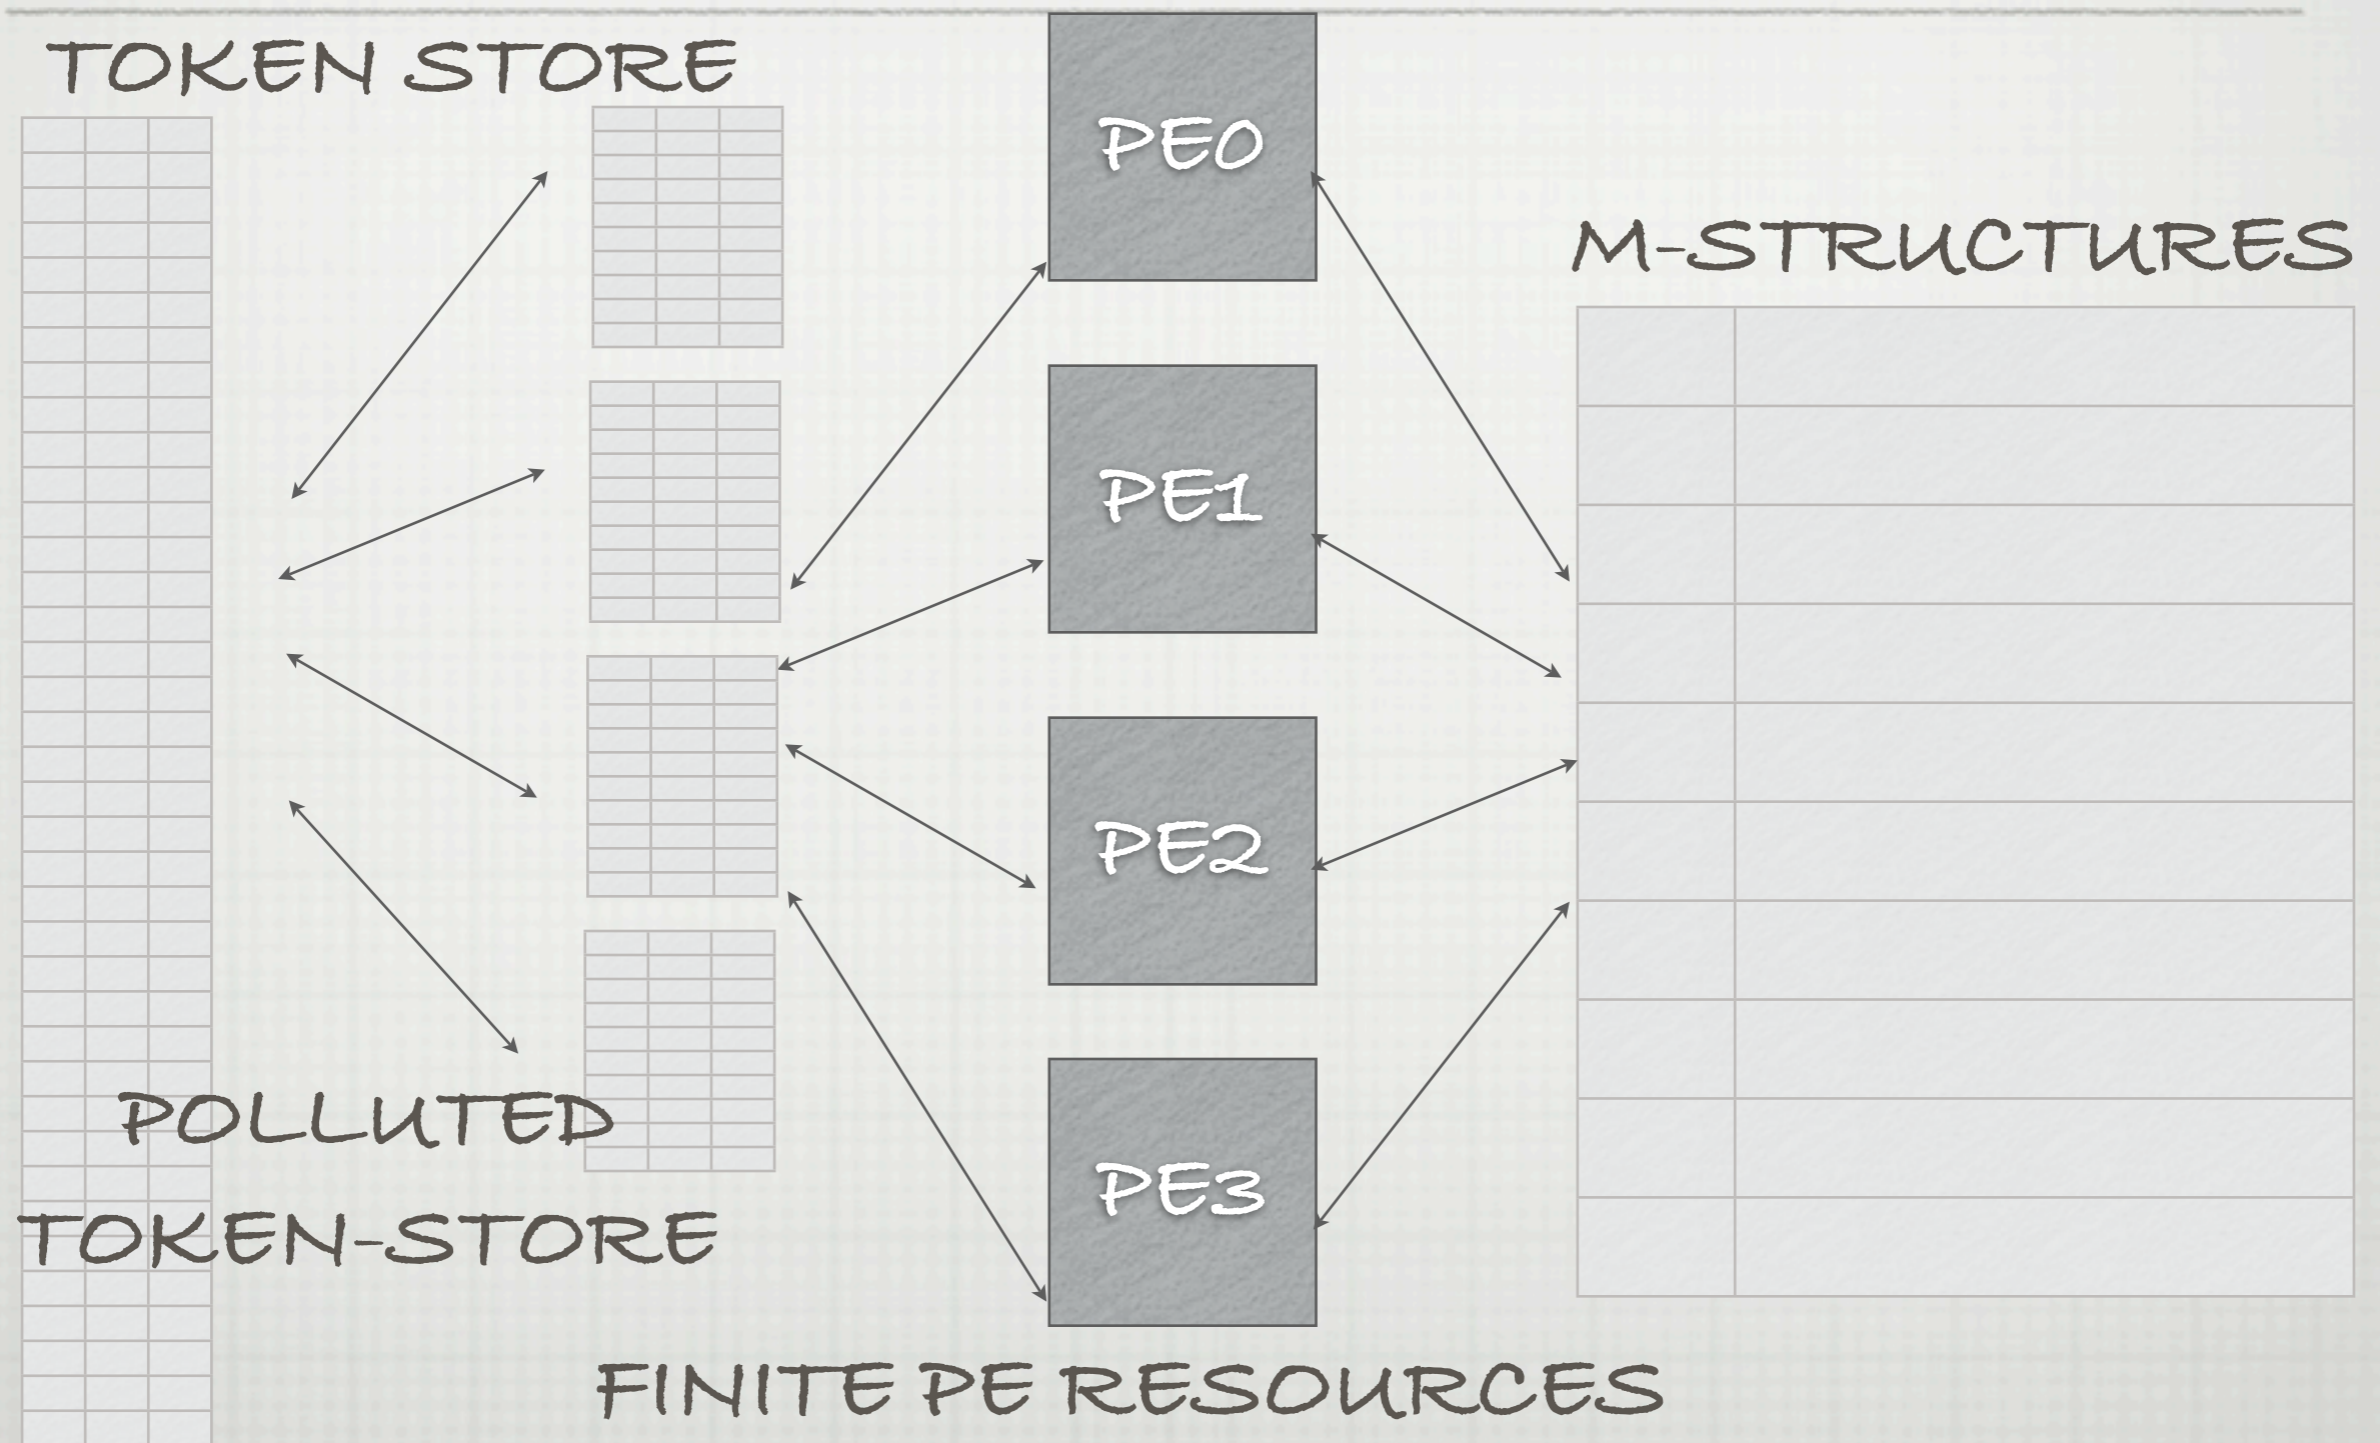 TOKEN STORE
PE0
M-STRUCTURES
PE1
PE2
POLLUTED
TOKEN-STORE
PE3
FINITE PE RESOURCES